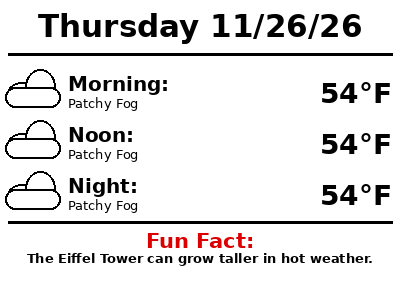 Thursday 11/26/26
Morning:
Patchy Fog
54°F
Noon:
Patchy Fog
54°F
Night:
Patchy Fog
54°F
Fun Fact:
The Eiffel Tower can grow taller in hot weather.